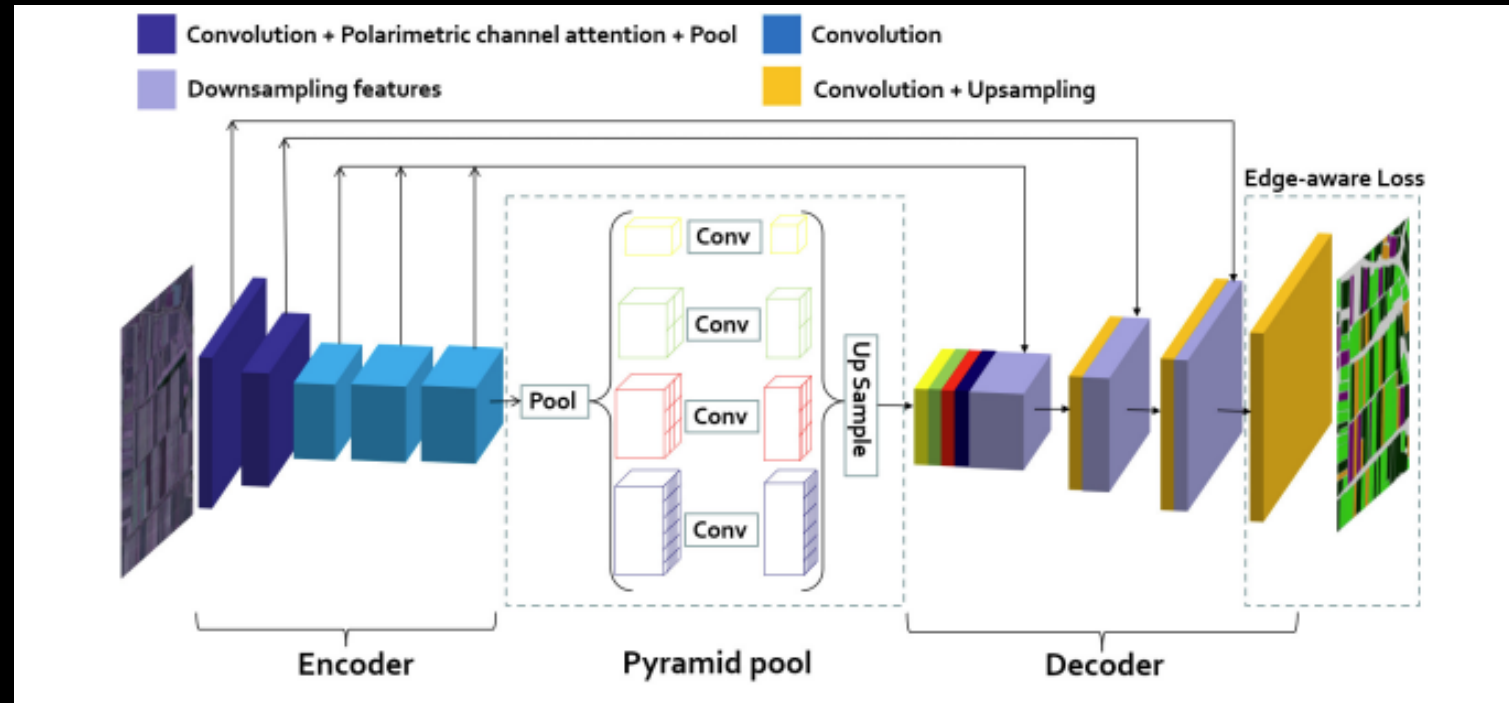 Convolution + Polarimetric channel attention + Pool
Convolution
Downsampling features
Convolution + Upsampling
Edge-aware Loss
Pool
Conv
Conv
Conv
Conv
Up Sample
Encoder
Pyramid pool
Decoder